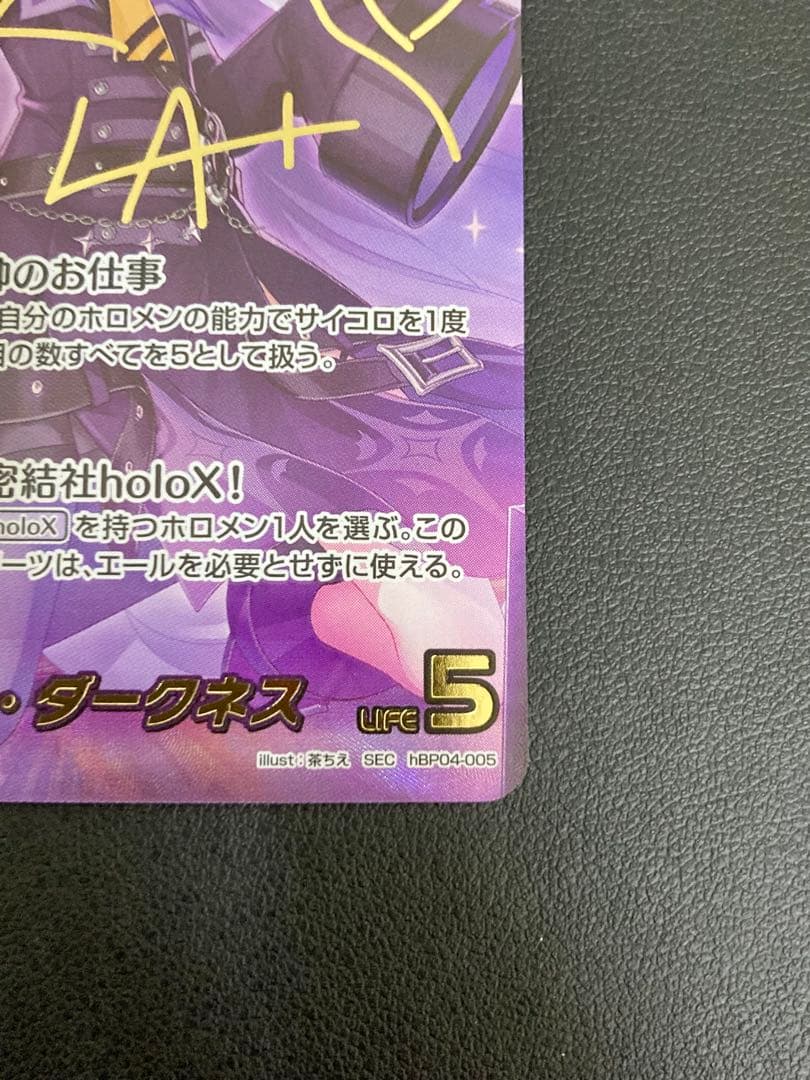 LA+
帥のお仕事
自分のホロメンの能力でサイコロを1度
目の数すべてを5として扱う。
密結社holoX!
holoX を持つホロメン1人を選ぶ。この
ーツは、エールを必要とせずに使える。
・ダークネス
LIFE 5
illust:茶ちえ SEC hBP04-005